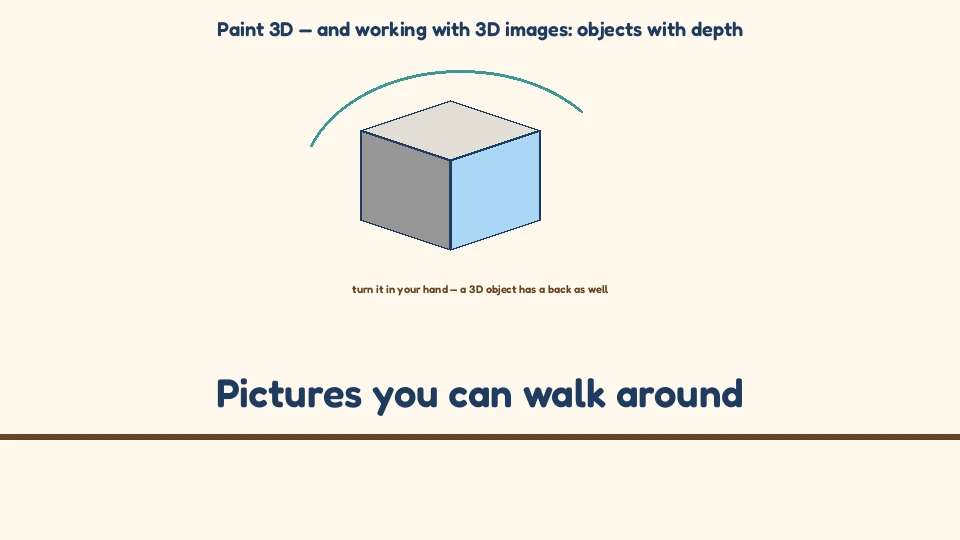 Paint 3D — and working with 3D images: objects with depth
turn it in your hand — a 3D object has a back as well
Pictures you can walk around